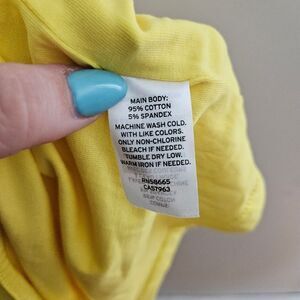 MAIN BODY:
95% COTTON
5% SPANDEX
MACHINE WASH COLD.
WITH LIKE COLORS.
ONLY NON-CHLORINE
BLEACH IF NEEDED.
TUMBLE DRY LOW.
WARM IRON IF NEEDED.
RN58665
CA57963